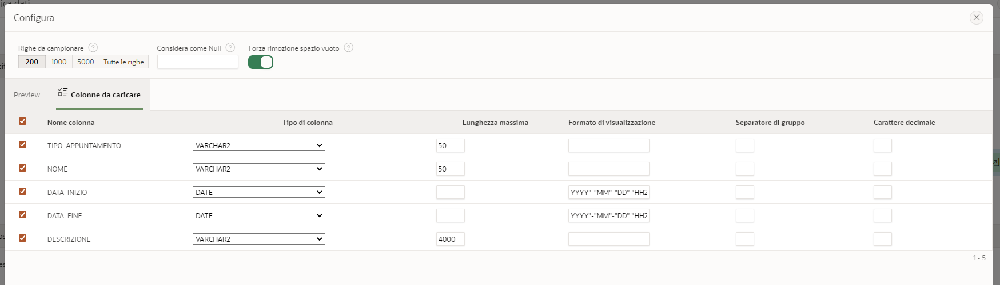 Configura
Righe da campionare ? Considera come Null ? Forza rimozione spazio vuoto ?
200 1000 5000 Tutte le righe
Preview Colonne da caricare
Nome colonna Tipo di colonna Lunghezza massima Formato di visualizzazione Separatore di gruppo Carattere decimale
TIPO_APPUNTAMENTO VARCHAR2 50
NOME VARCHAR2 50
DATA_INIZIO DATE YYYY"-"MM"-"DD" "HH2
DATA_FINE DATE YYYY"-"MM"-"DD" "HH2
DESCRIZIONE VARCHAR2 4000
1 - 5